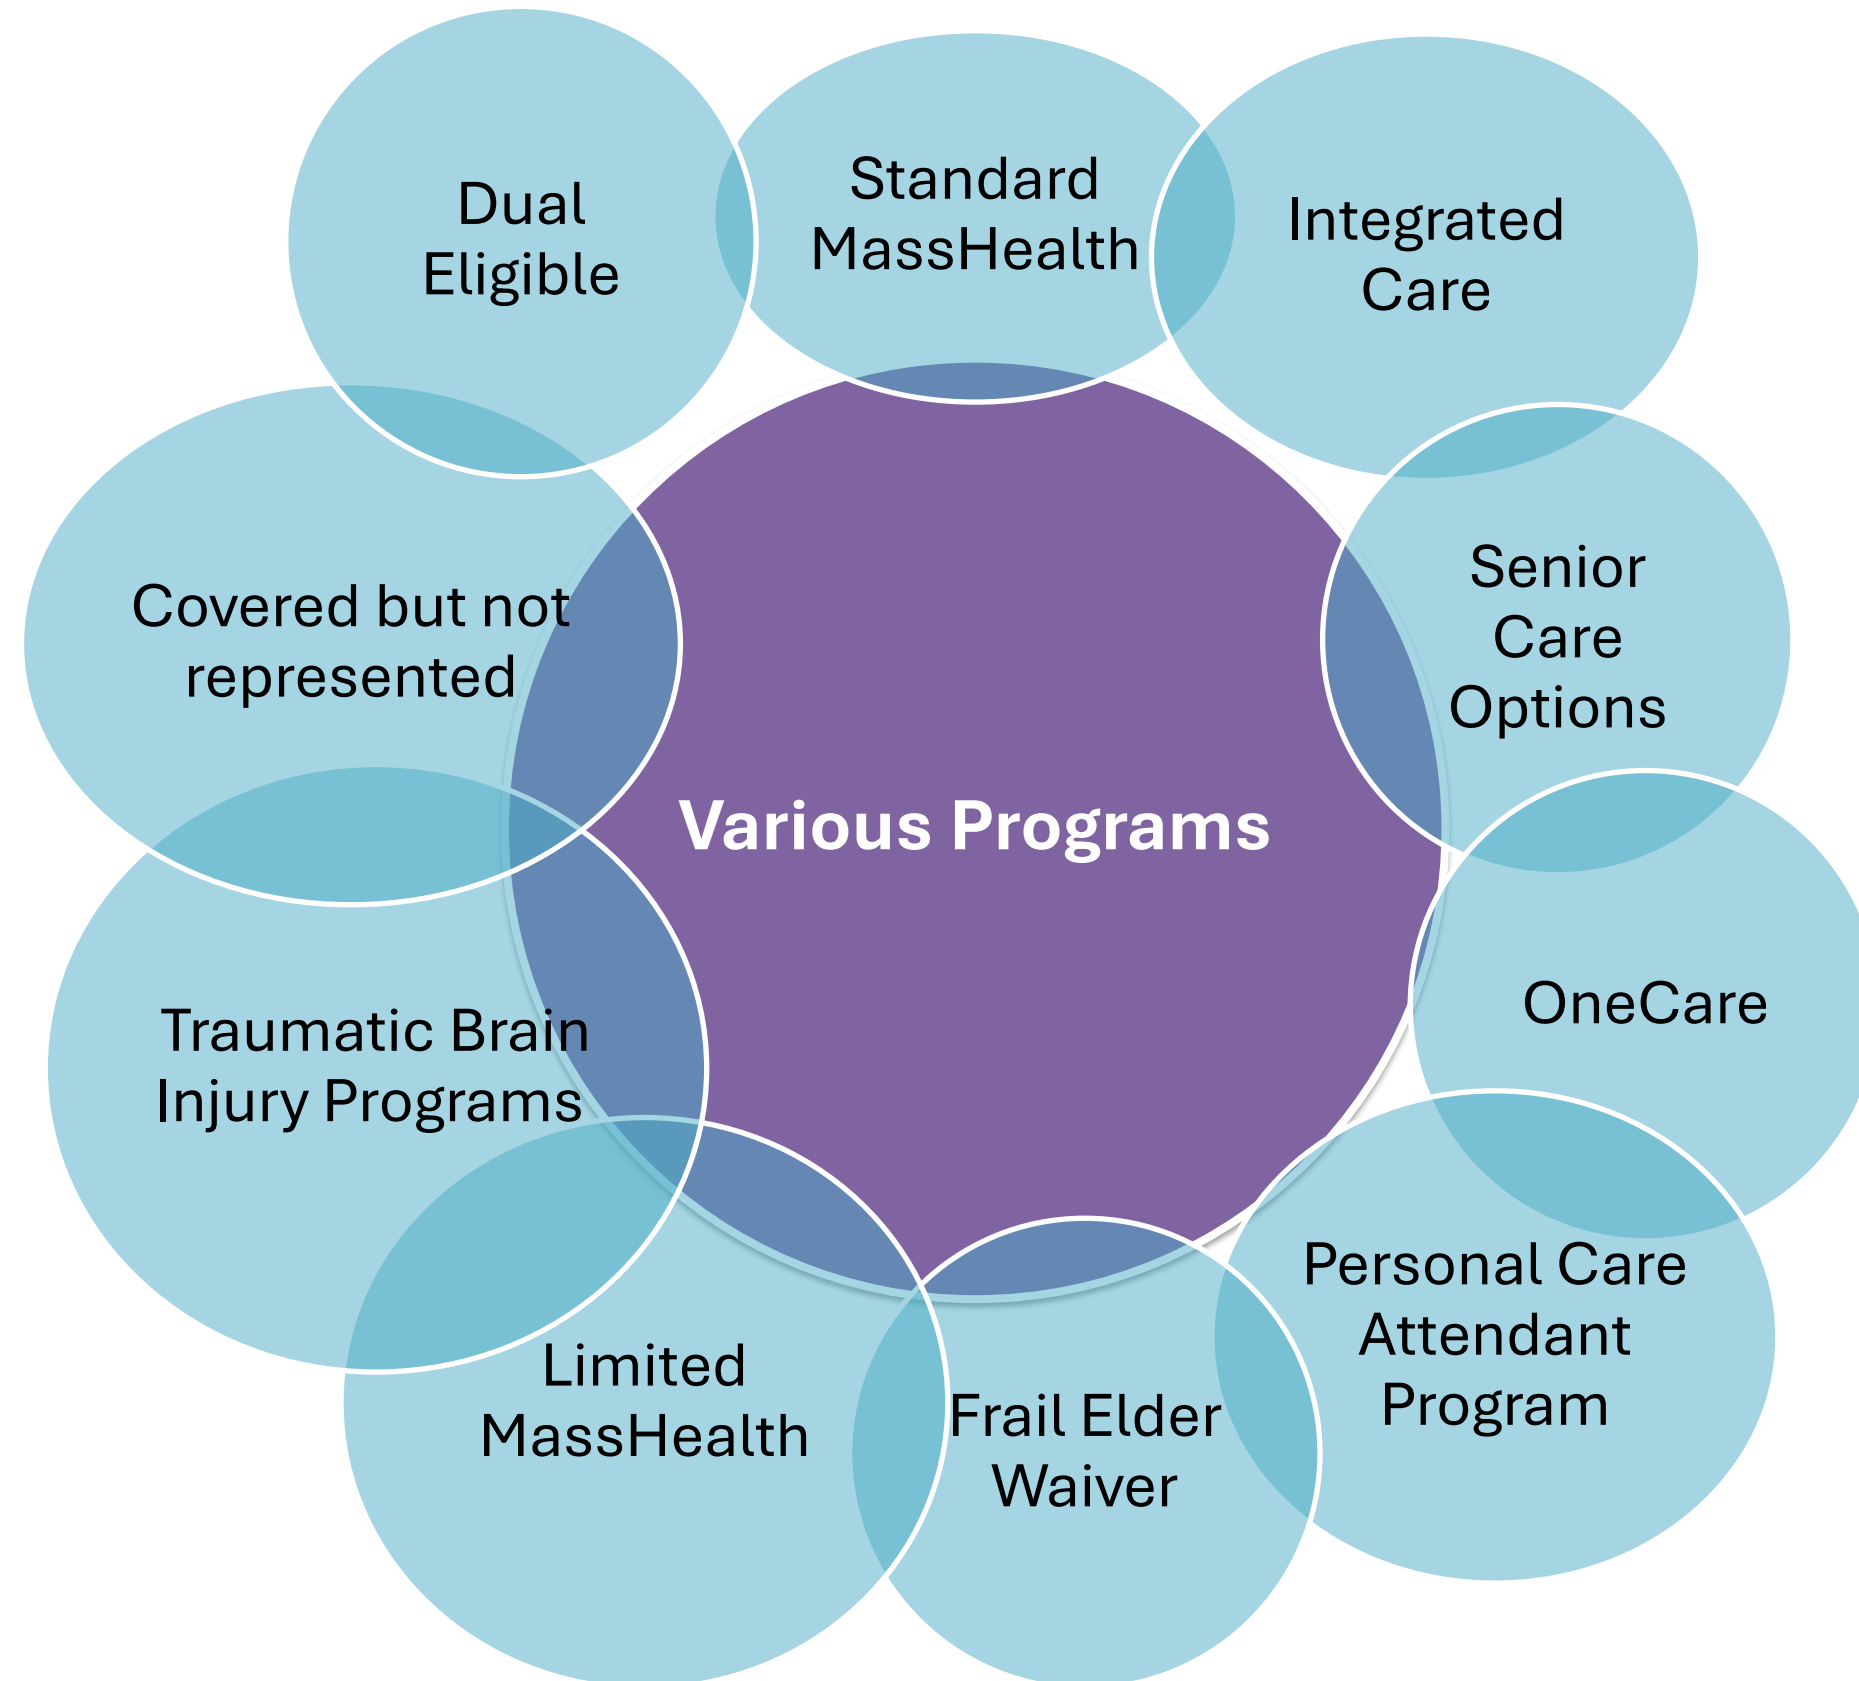 Dual
Eligible
Standard
MassHealth
Integrated
Care
Senior
Care
Options
OneCare
Personal Care
Attendant
Program
Frail Elder
Waiver
Limited
MassHealth
Traumatic Brain
Injury Programs
Covered but not
represented
Various Programs